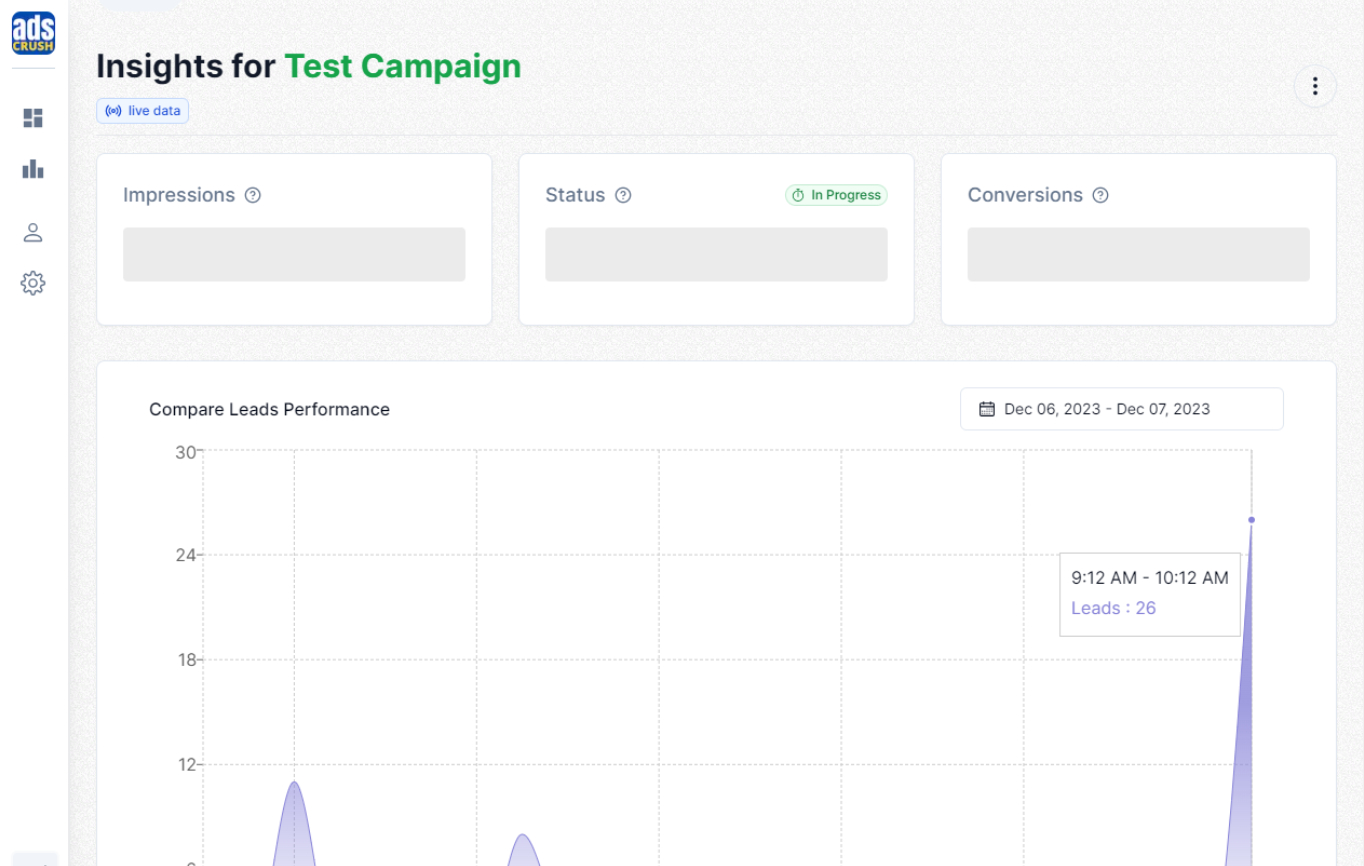 ads
CRUSH
Insights for Test Campaign
live data
Impressions
Status
In Progress
Conversions
Compare Leads Performance
Dec 06, 2023 - Dec 07, 2023
30
24
18
12
9:12 AM - 10:12 AM
Leads : 26